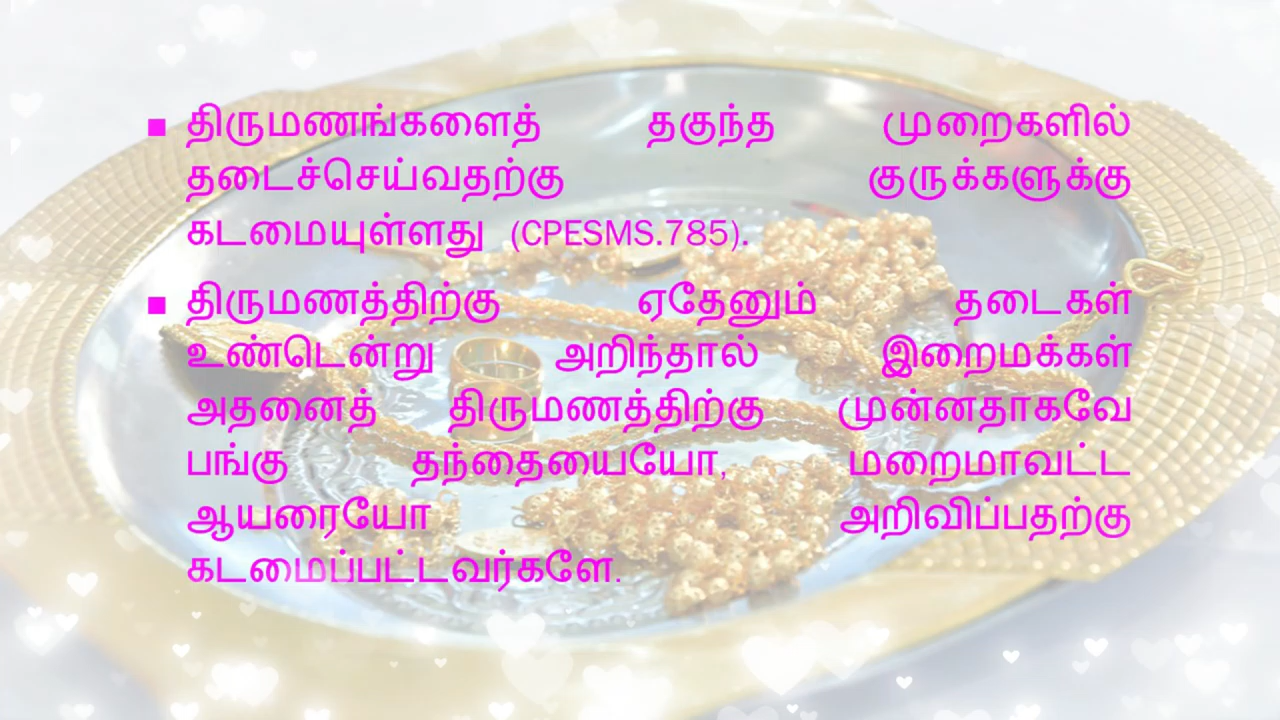 ▪ திருமணங்களைத் தகுந்த முறைகளில்
தடைச்செய்வதற்கு குருக்களுக்கு
கடமையுள்ளது (CPESMS.785).
▪ திருமணத்திற்கு ஏதேனும் தடைகள்
உண்டென்று அறிந்தால் இறைமக்கள்
அதனைத் திருமணத்திற்கு முன்னதாகவே
பங்கு தந்தையையோ, மறைமாவட்ட
ஆயரையோ அறிவிப்பதற்கு
கடமைப்பட்டவர்களே.